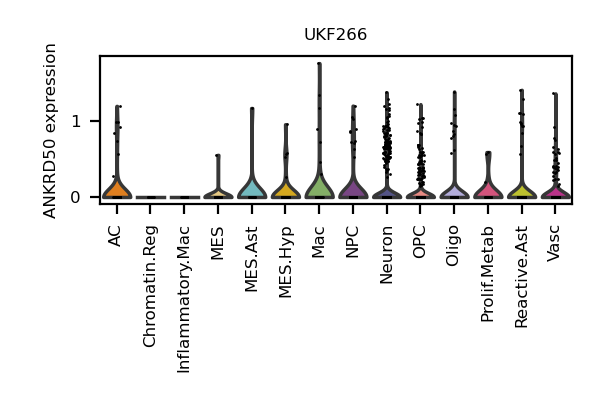 UKF266
ANKRD50 expression
1
0
AC
Chromatin.Reg
Inflammatory.Mac
MES
MES.Ast
MES.Hyp
Mac
NPC
Neuron
OPC
Oligo
Prolif.Metab
Reactive.Ast
Vasc